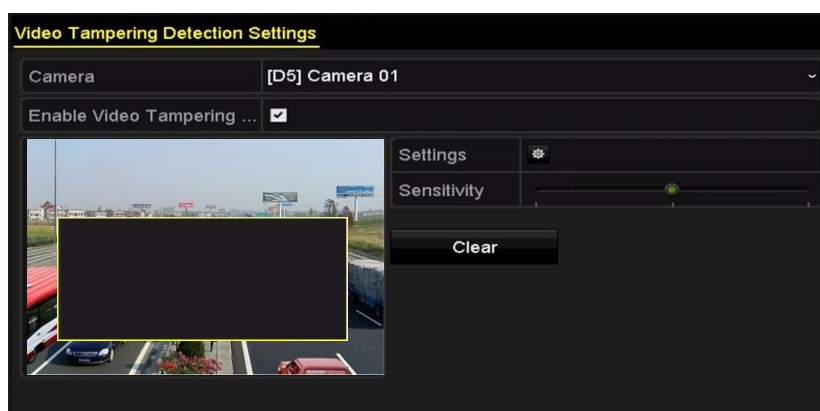 Video Tampering Detection Settings
Camera [D5] Camera 01
Enable Video Tampering ...
Settings
Sensitivity
Clear